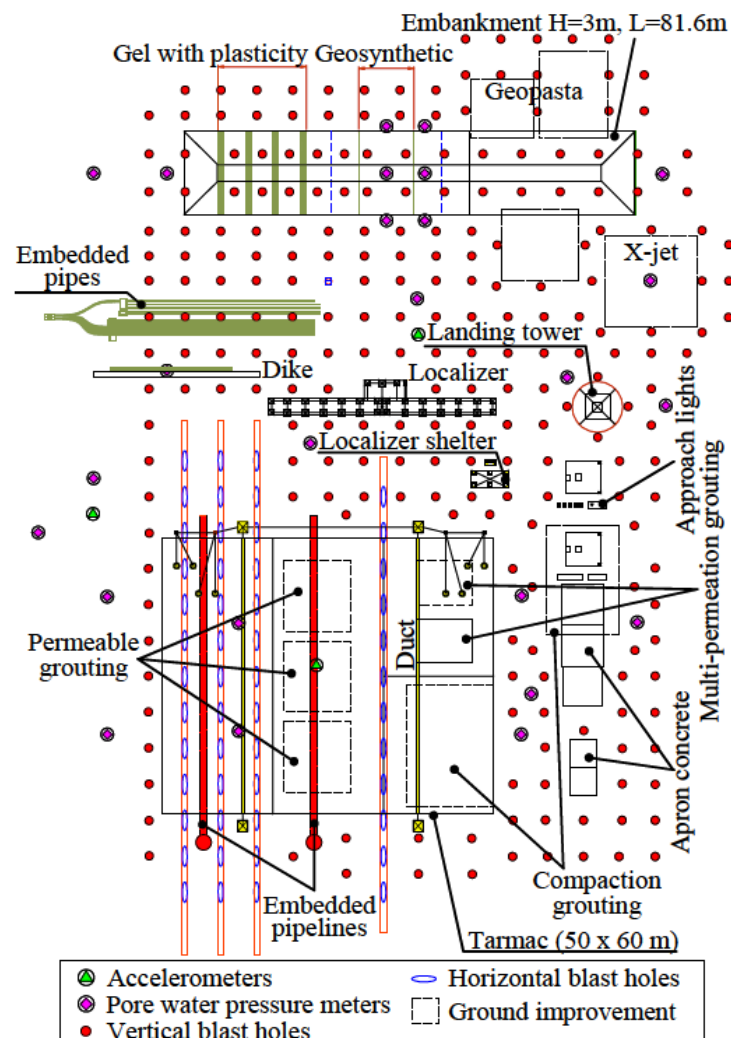 Embankment H=3m, L=81.6m
Gel with plasticity Geosynthetic
Geopasta
X-jet
Embedded
pipes
Landing tower
Dike
Localizer
Localizer shelter
Approach lights
Multi-permeation grouting
Permeable
grouting
Duct
Apron concrete
Compaction
grouting
Embedded
pipelines
Tarmac (50 x 60 m)
Accelerometers
Horizontal blast holes
Pore water pressure meters
Ground improvement
Vertical blast holes